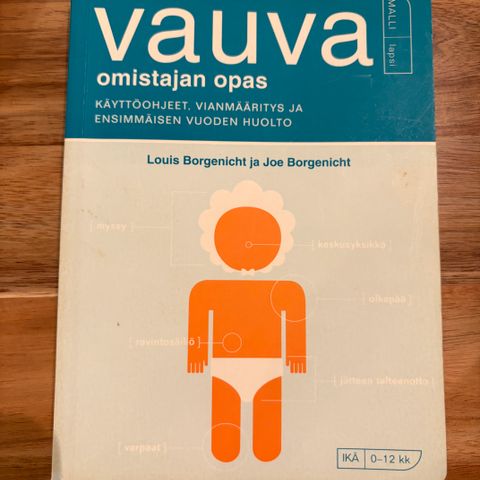 vauva
MALLI lapsi
omistajan opas
KÄYTTÖOHJEET, VIANMÄÄRITYS JA
ENSIMMÄISEN VUODEN HUOLTO
Louis Borgenicht ja Joe Borgenicht
[ myssy ]
[ keskusyksikkö ]
[ olkapää ]
[ ravintosäiliö ]
[ jätteen talteenotto ]
[ varpaat ]
IKÄ 0–12 kk